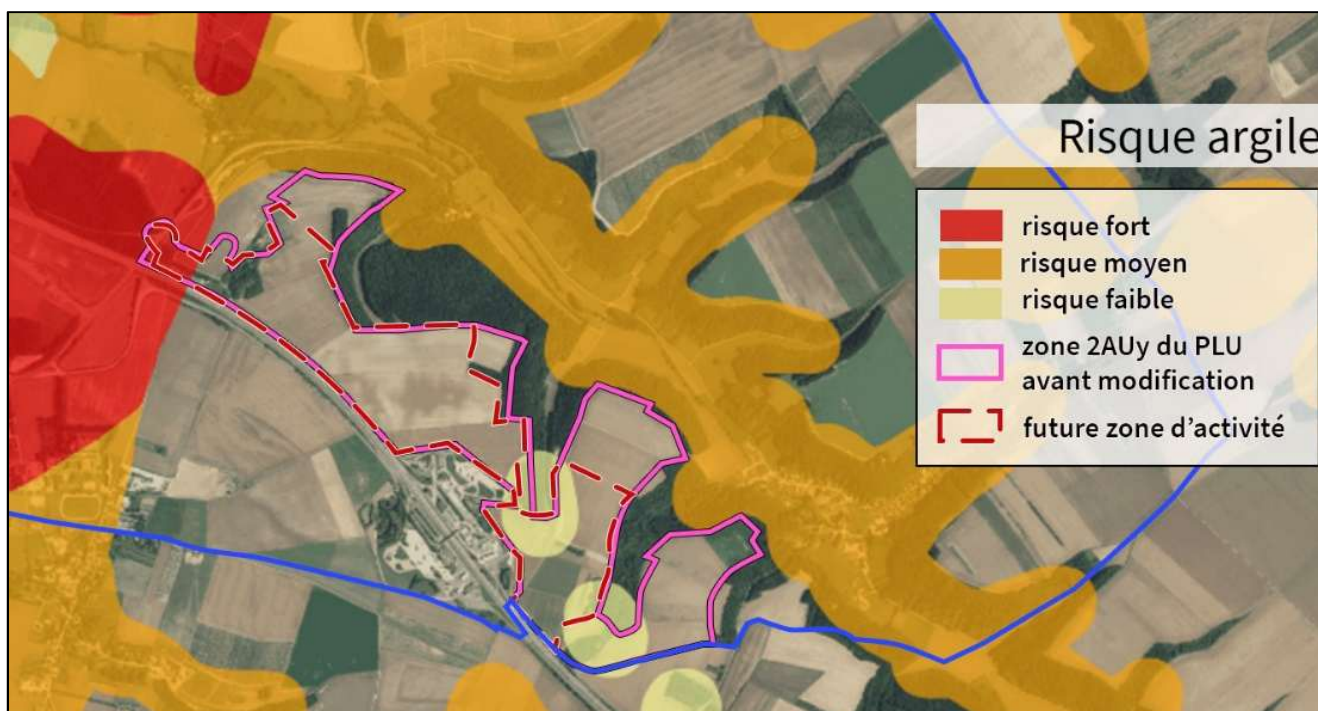 Risque argile
risque fort
risque moyen
risque faible
zone 2AUy du PLU
avant modification
future zone d’activité